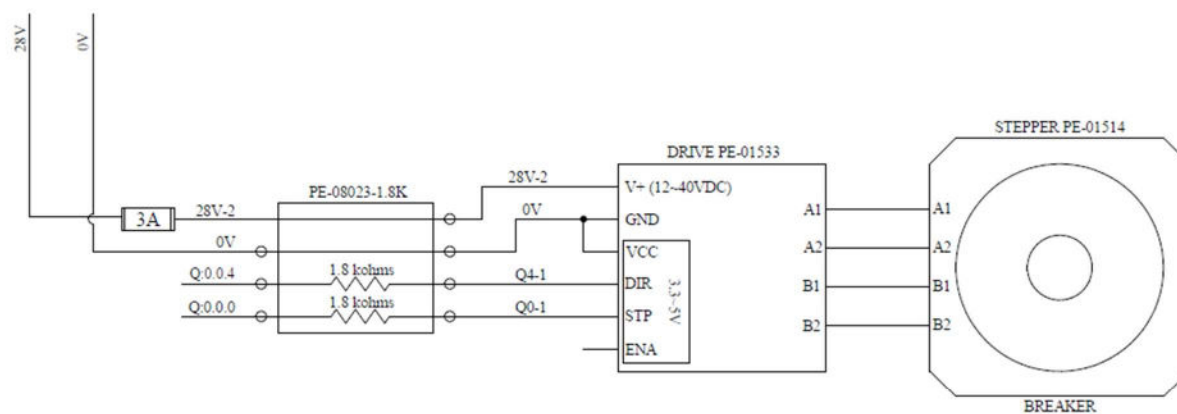 28V
0V
STEPPER PE-01514
DRIVE PE-01533
PE-08023-1.8K
28V-2
V+ (12~40VDC)
3A
28V-2
0V
GND
A1
A1
0V
VCC
A2
A2
Q:0.0.4
1.8 kohms
Q4-1
DIR
3.3~5V
B1
B1
Q:0.0.0
1.8 kohms
Q0-1
STP
B2
B2
ENA
BREAKER